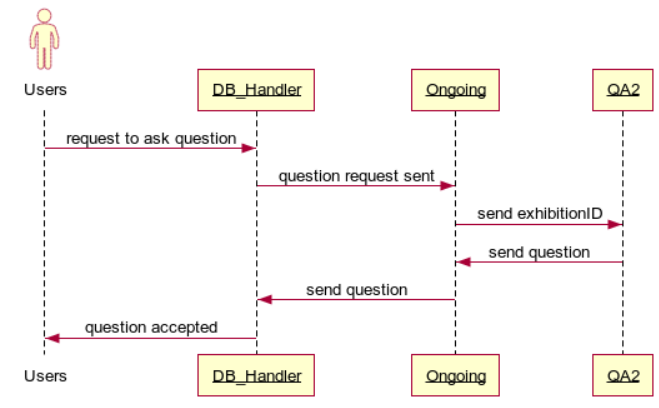 Users
DB_Handler
Ongoing
QA2
request to ask question
question request sent
send exhibitionID
send question
send question
question accepted
Users
DB_Handler
Ongoing
QA2